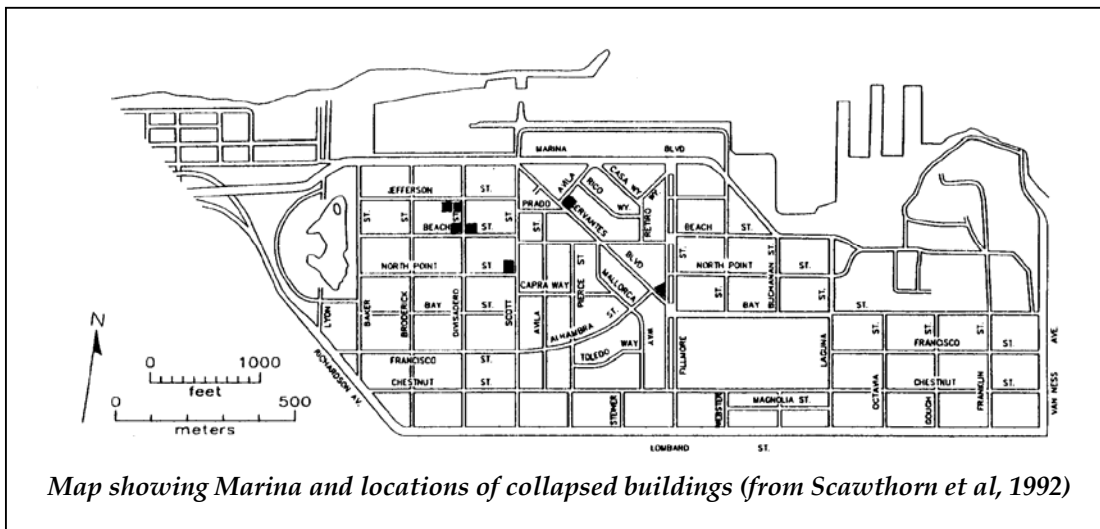 MARINA BLVD
JEFFERSON ST.
AVILA
RICO WY.
CASA WY.
PRADO ST
CERVANTES BLVD
RETIRO WY.
BEACH ST.
BEACH ST.
NORTH POINT ST
NORTH POINT ST.
CAPRA WAY
PIERCE ST
MALLORCA WAY
BAY ST.
BAY ST.
LYON ST.
BAKER ST.
BRODERICK ST.
DIVISADERO ST.
SCOTT ST.
AVILA ST
ALHAMBRA ST.
TOLEDO WAY
FILLMORE ST.
BUCHANAN ST
LAGUNA ST.
OCTAVIA ST.
GOUGH ST.
FRANKLIN ST.
VAN NESS AVE.
FRANCISCO ST.
FRANCISCO ST.
CHESTNUT ST.
CHESTNUT ST.
STEINER
WEBSTER ST.
MAGNOLIA ST.
RICHARDSON AV.
LOMBARD ST.
N
0 1000
feet
0 500
meters
Map showing Marina and locations of collapsed buildings (from Scawthorn et al, 1992)